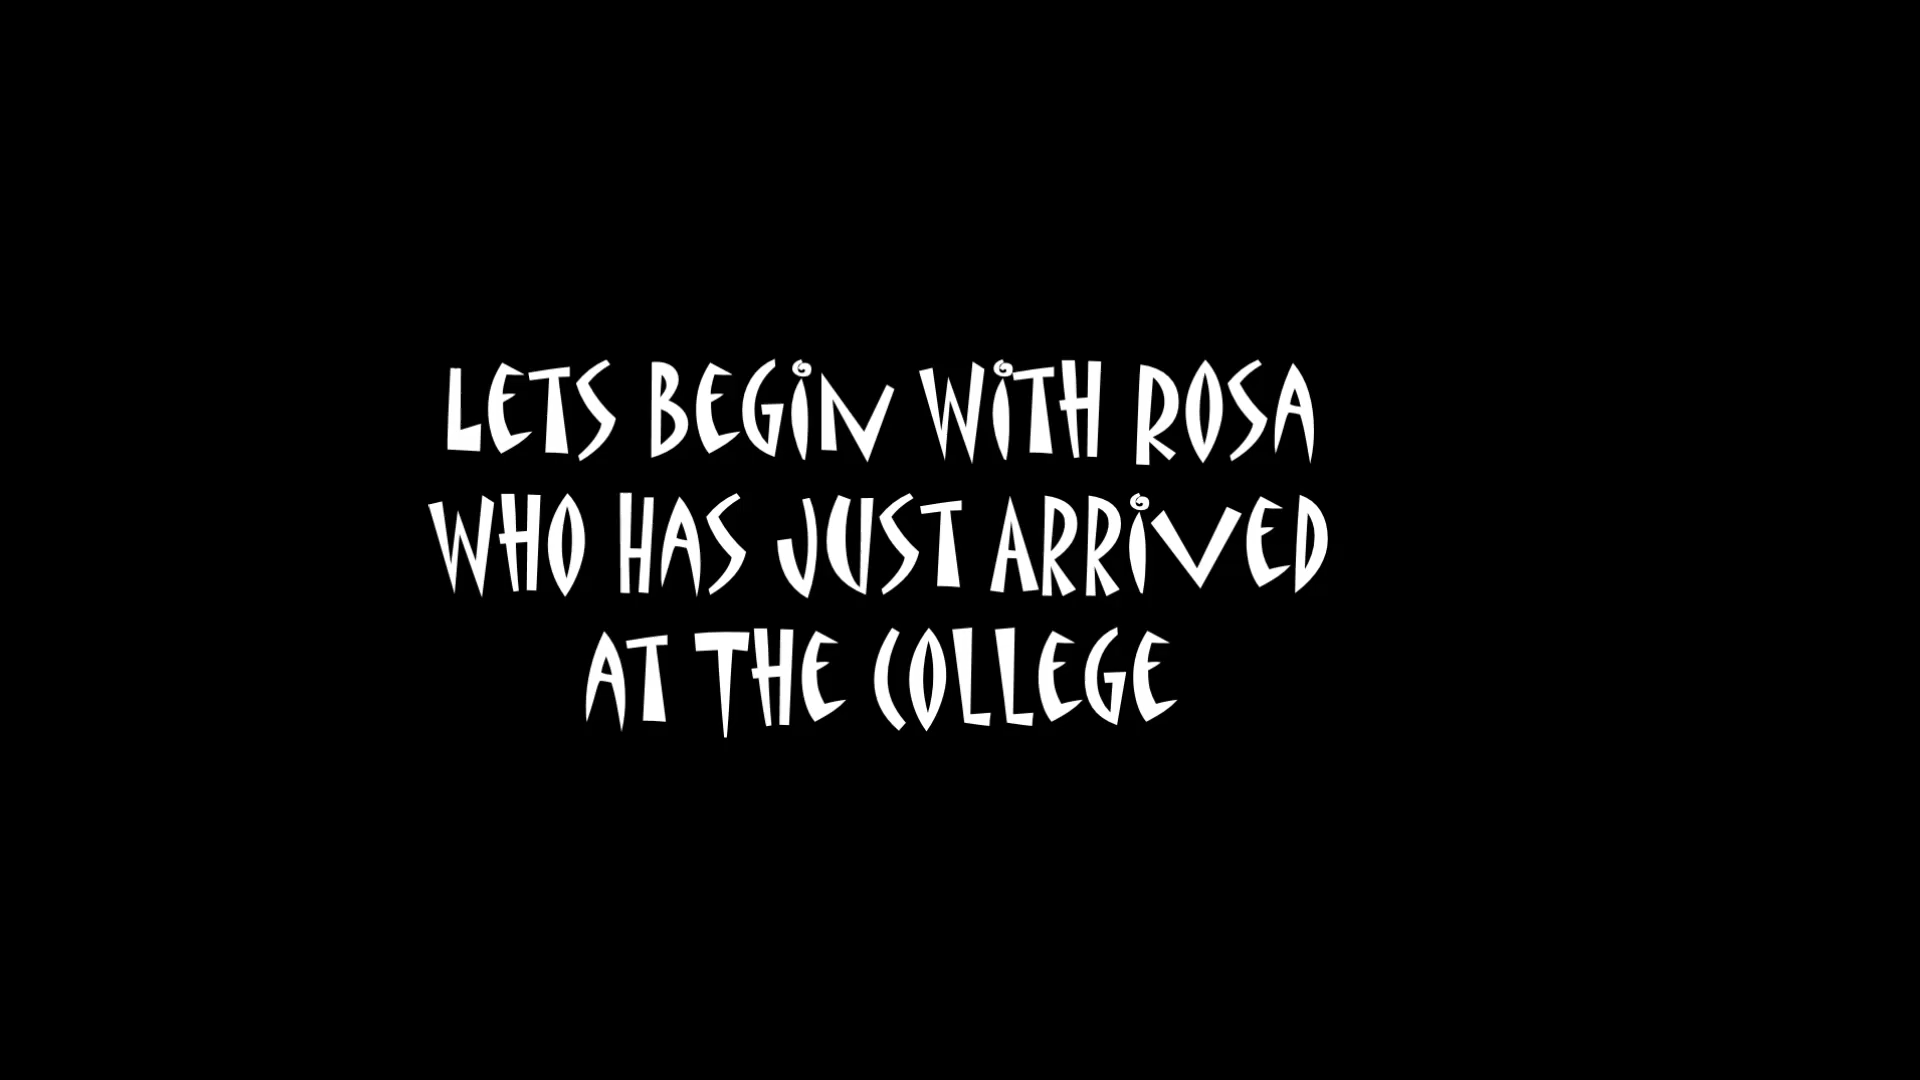 LETS BEGIN WITH ROSA
WHO HAS JUST ARRIVED
AT THE COLLEGE